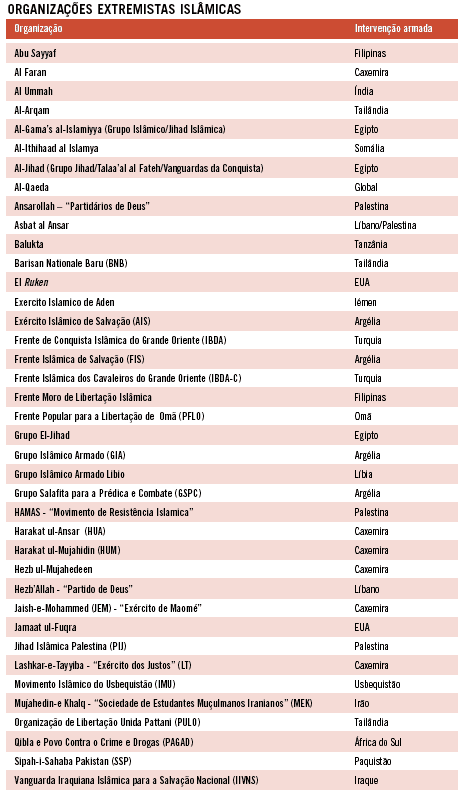 ORGANIZAÇÕES EXTREMISTAS ISLÂMICAS
Organização Intervenção armada
Abu Sayyaf Filipinas
Al Faran Caxemira
Al Ummah Índia
Al-Arqam Tailândia
Al-Gama's al-Islamiyya (Grupo Islâmico/Jihad Islâmica) Egipto
Al-Ithihaad al Islamya Somália
Al-Jihad (Grupo Jihad/Talaa'al al Fateh/Vanguardas da Conquista) Egipto
Al-Qaeda Global
Ansarollah – “Partidários de Deus” Palestina
Asbat al Ansar Líbano/Palestina
Balukta Tanzânia
Barisan Nationale Baru (BNB) Tailândia
El Ruken EUA
Exercito Islamico de Aden Iémen
Exército Islâmico de Salvação (AIS) Argélia
Frente de Conquista Islâmica do Grande Oriente (IBDA) Turquia
Frente Islâmica de Salvação (FIS) Argélia
Frente Islâmica dos Cavaleiros do Grande Oriente (IBDA-C) Turquia
Frente Moro de Libertação Islâmica Filipinas
Frente Popular para a Libertação de Omã (PFLO) Omã
Grupo El-Jihad Egipto
Grupo Islâmico Armado (GIA) Argélia
Grupo Islâmico Armado Líbio Líbia
Grupo Salafita para a Prédica e Combate (GSPC) Argélia
HAMAS - “Movimento de Resistência Islamica” Palestina
Harakat ul-Ansar (HUA) Caxemira
Harakat ul-Mujahidin (HUM) Caxemira
Hezb ul-Mujahedeen Caxemira
Hezb'Allah - “Partido de Deus” Líbano
Jaish-e-Mohammed (JEM) - “Exército de Maomé” Caxemira
Jamaat ul-Fuqra EUA
Jihad Islâmica Palestina (PIJ) Palestina
Lashkar-e-Tayyiba - “Exército dos Justos” (LT) Caxemira
Movimento Islâmico do Usbequistão (IMU) Usbequistão
Mujahedin-e Khalq - “Sociedade de Estudantes Muçulmanos Iranianos” (MEK) Irão
Organização de Libertação Unida Pattani (PULO) Tailândia
Qibla e Povo Contra o Crime e Drogas (PAGAD) África do Sul
Sipah-i-Sahaba Pakistan (SSP) Paquistão
Vanguarda Iraquiana Islâmica para a Salvação Nacional (IIVNS) Iraque